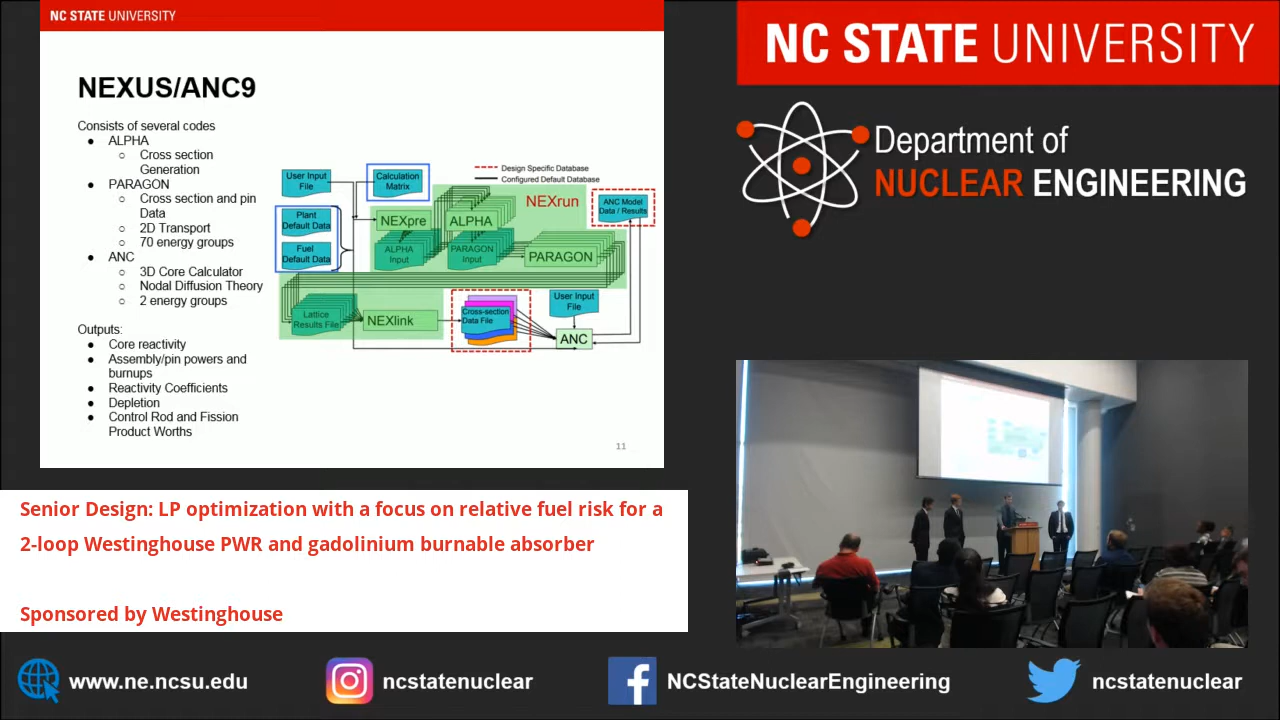 NC STATE UNIVERSITY
NEXUS/ANC9
Consists of several codes
● ALPHA
○ Cross section
Generation
● PARAGON
○ Cross section and pin
Data
○ 2D Transport
○ 70 energy groups
● ANC
○ 3D Core Calculator
○ Nodal Diffusion Theory
○ 2 energy groups
Outputs:
● Core reactivity
● Assembly/pin powers and
burnups
● Reactivity Coefficients
● Depletion
● Control Rod and Fission
Product Worths
User Input
File
Calculation
Matrix
Design Specific Database
Configured Default Database
Plant
Default Data
Fuel
Default Data
NEXpre
ALPHA
NEXrun
ANC Model
Data / Results
ALPHA
Input
PARAGON
Input
PARAGON
Lattice
Results File
NEXlink
Cross-section
Data File
User Input
File
ANC
11
NC STATE UNIVERSITY
Department of
NUCLEAR ENGINEERING
Senior Design: LP optimization with a focus on relative fuel risk for a
2-loop Westinghouse PWR and gadolinium burnable absorber
Sponsored by Westinghouse
www.ne.ncsu.edu
ncstatenuclear
NCStateNuclearEngineering
ncstatenuclear